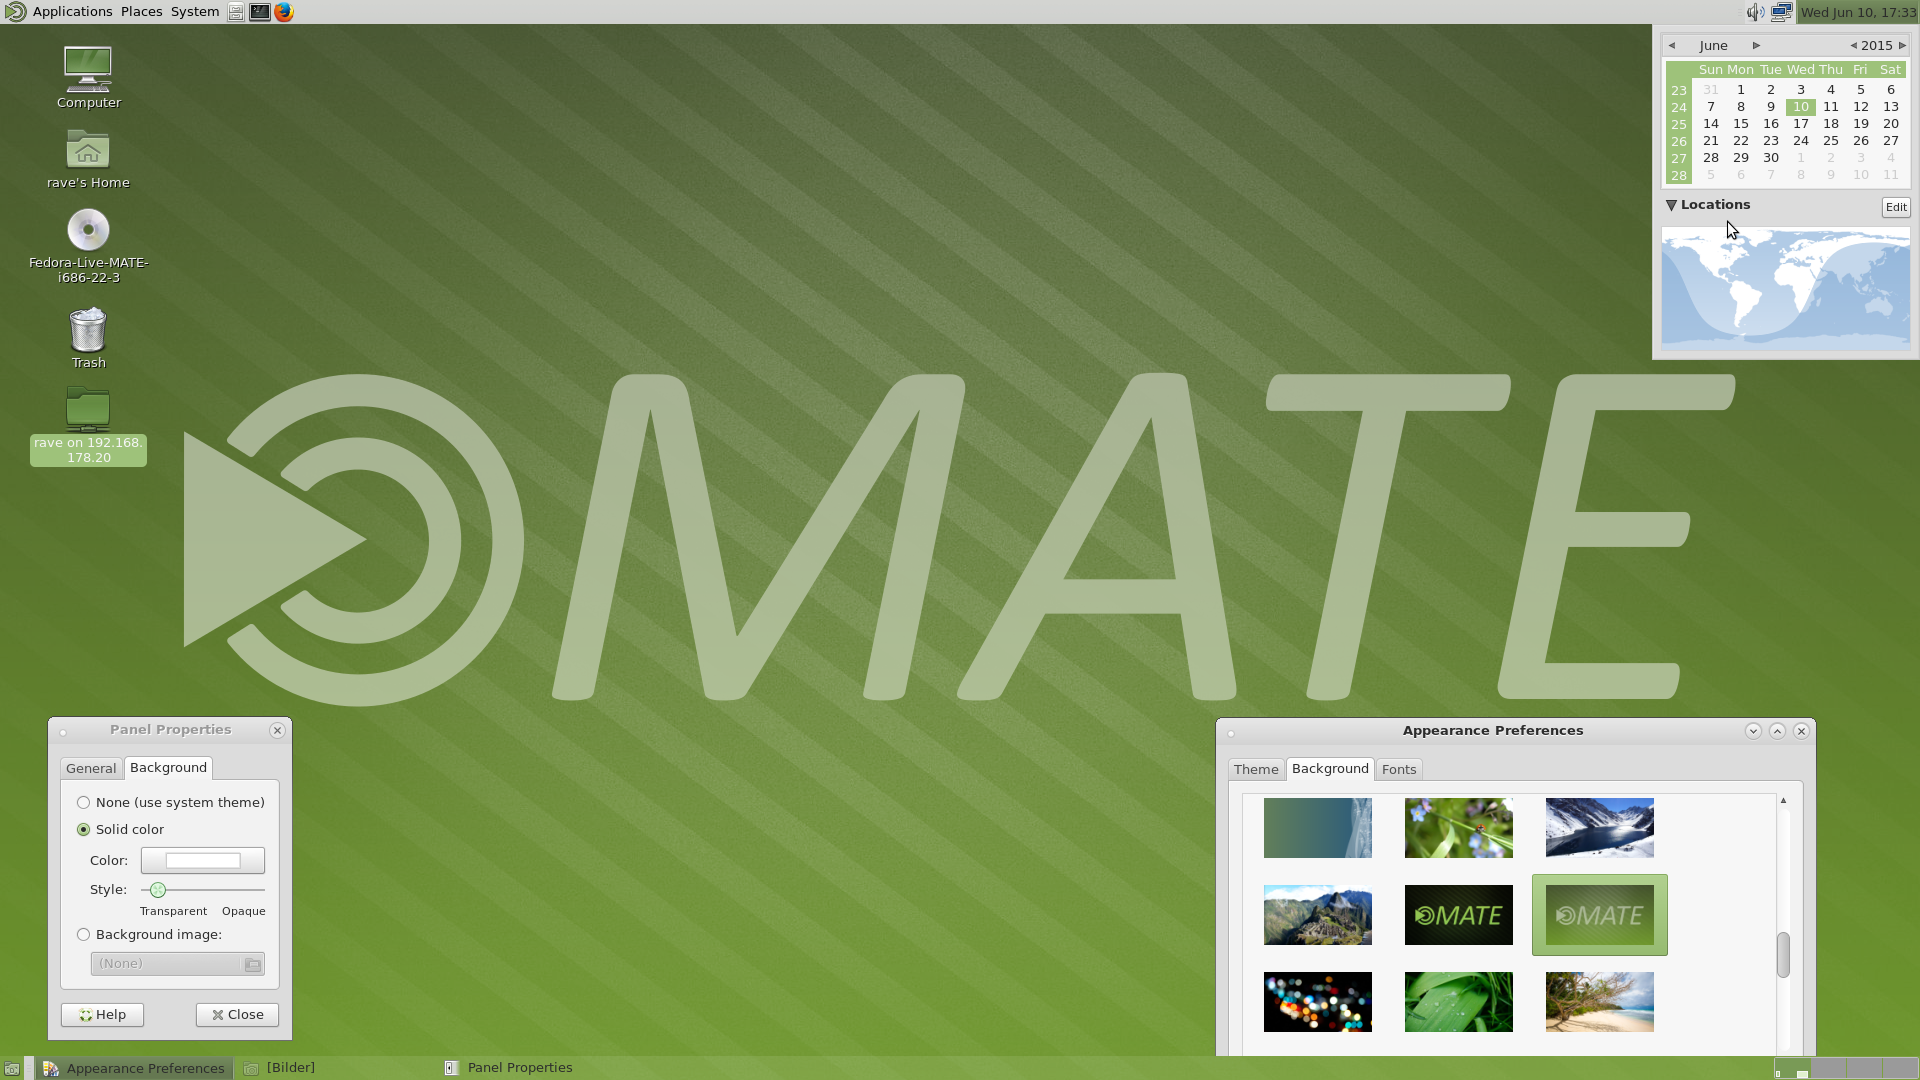 Applications Places System
Wed Jun 10, 17:33
Computer
rave's Home
Fedora-Live-MATE-
i686-22-3
Trash
rave on 192.168.
178.20
June 2015
Sun Mon Tue Wed Thu Fri Sat
23 31 1 2 3 4 5 6
24 7 8 9 10 11 12 13
25 14 15 16 17 18 19 20
26 21 22 23 24 25 26 27
27 28 29 30 1 2 3 4
28 5 6 7 8 9 10 11
Locations
Edit
MATE
Panel Properties
General Background
None (use system theme)
Solid color
Color:
Style:
Transparent Opaque
Background image:
(None)
Help Close
Appearance Preferences
Theme Background Fonts
MATE MATE
Appearance Preferences [Bilder] Panel Properties